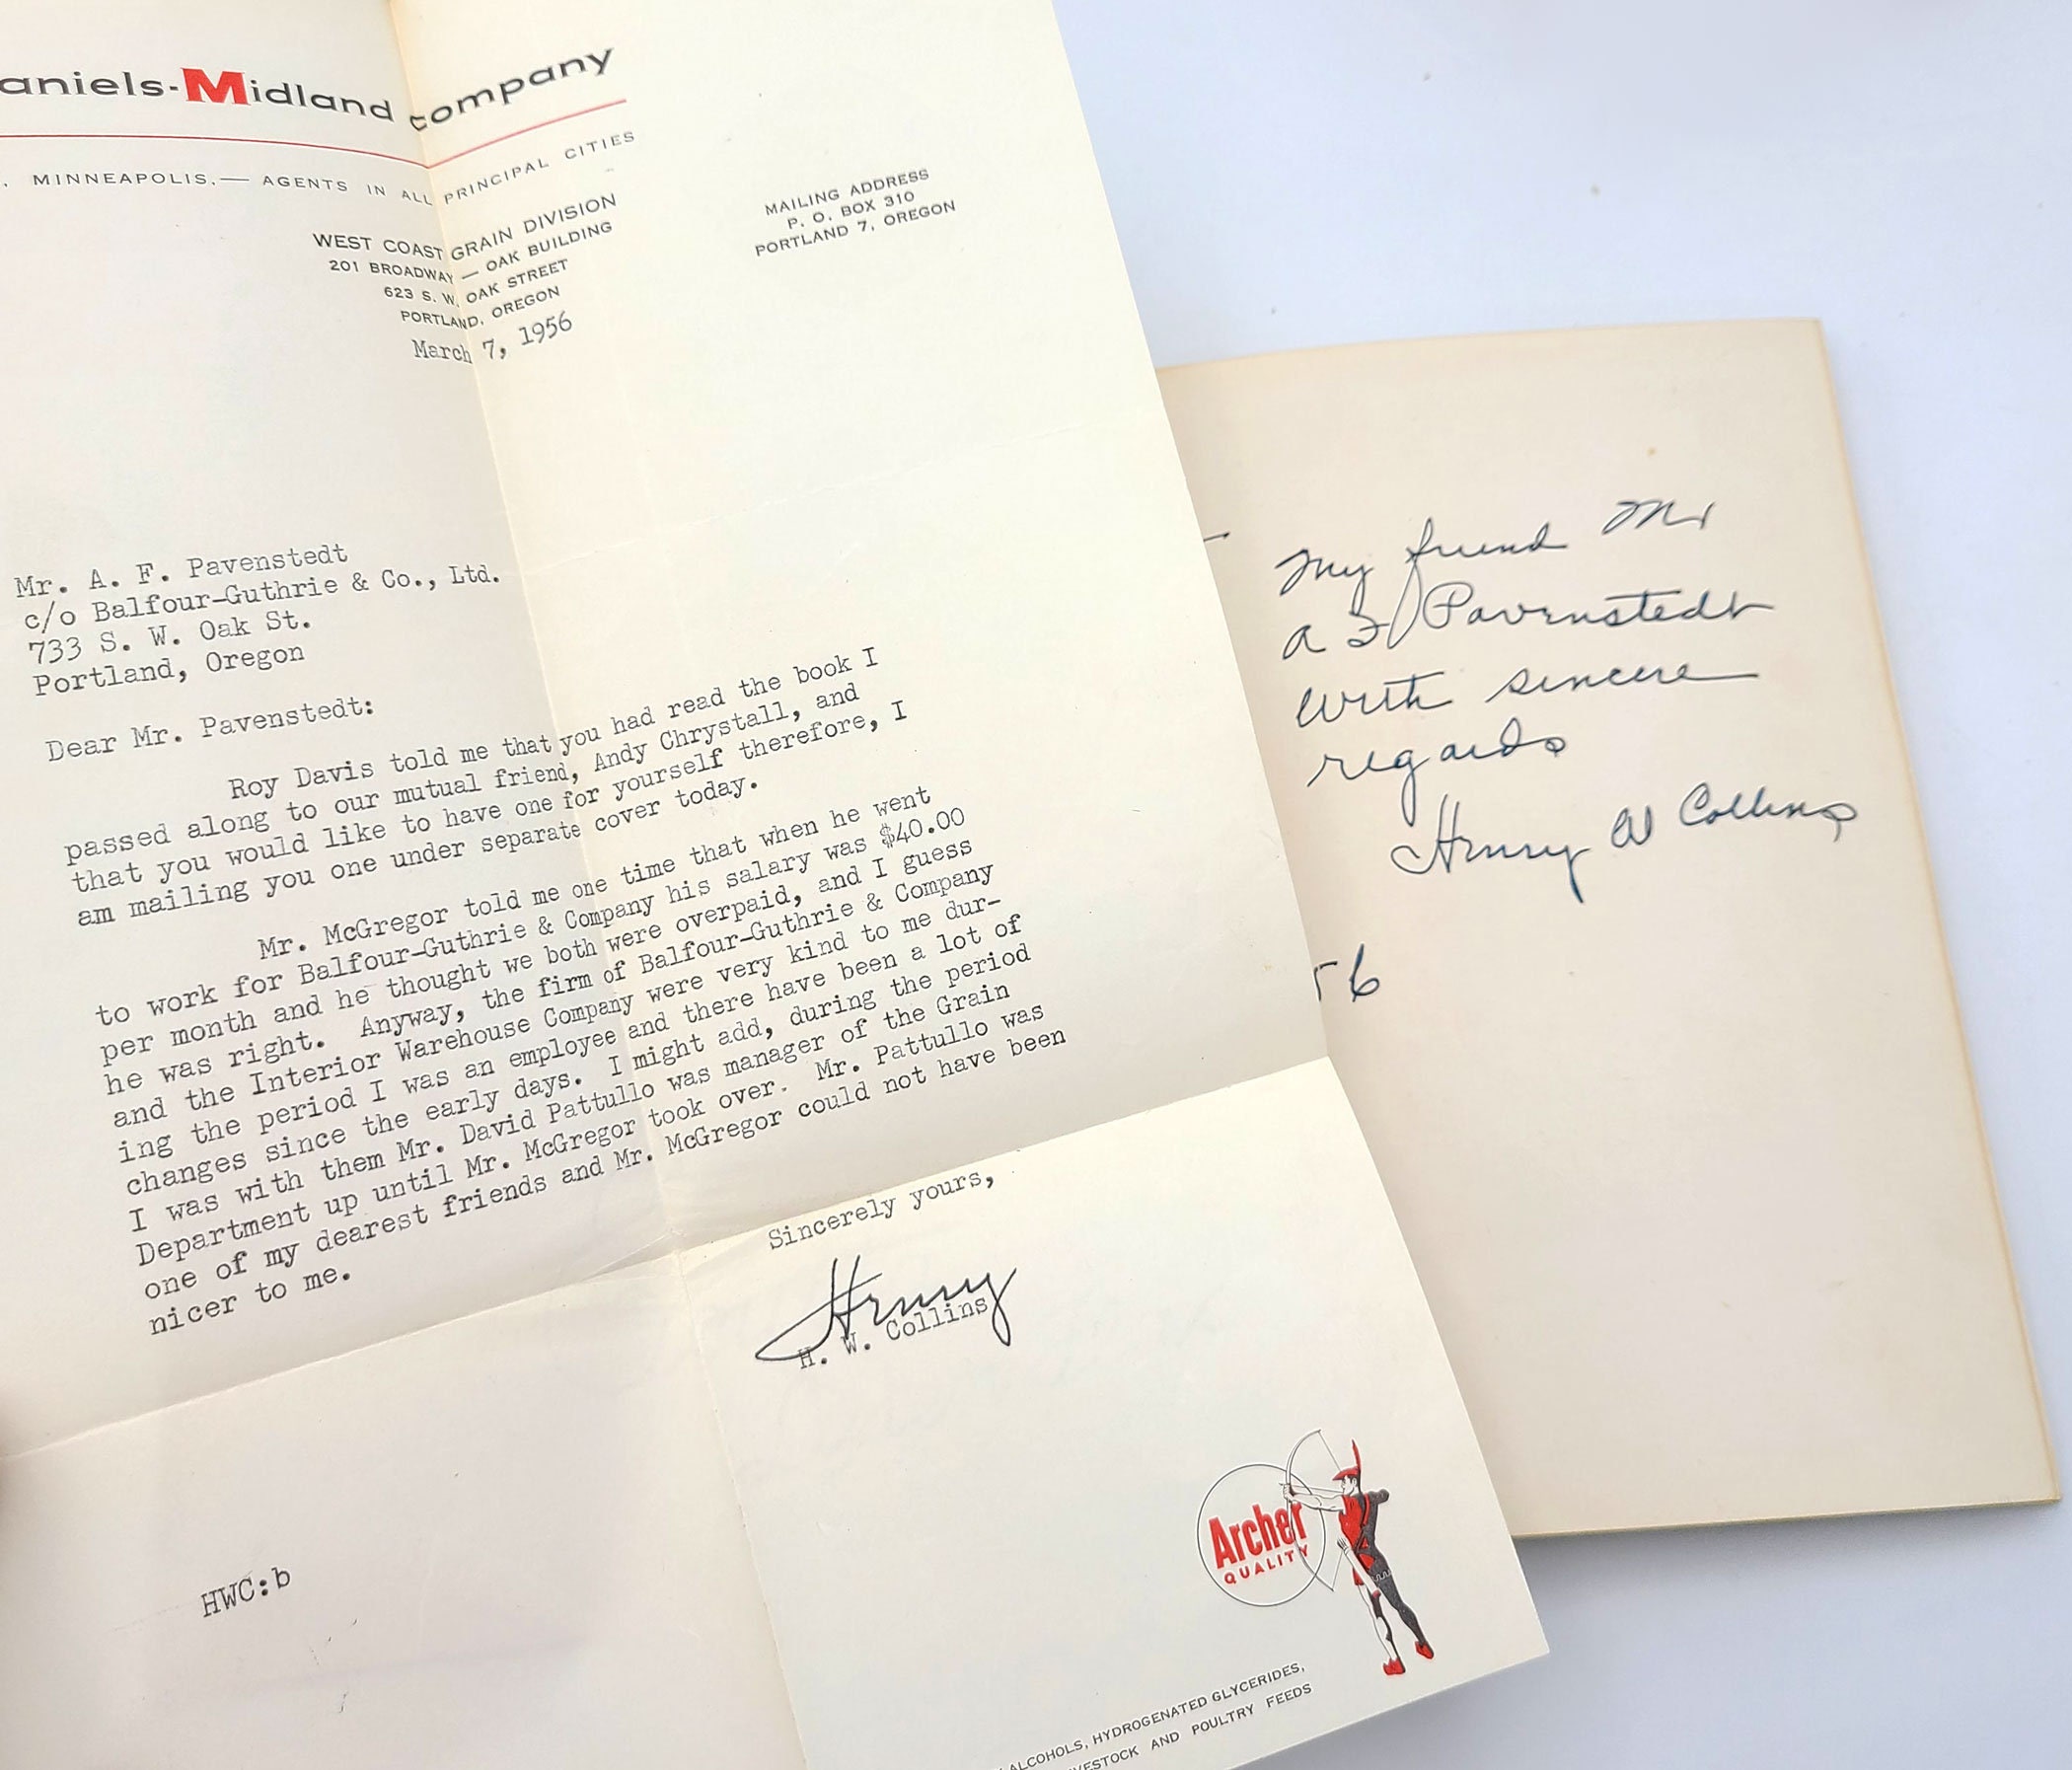 aniels-Midland company
, MINNEAPOLIS,— AGENTS IN ALL PRINCIPAL CITIES
WEST COAST GRAIN DIVISION
201 BROADWAY — OAK BUILDING
623 S. W. OAK STREET
PORTLAND, OREGON
MAILING ADDRESS
P. O. BOX 310
PORTLAND 7, OREGON
March 7, 1956
Mr. A. F. Pavenstedt
c/o Balfour-Guthrie & Co., Ltd.
733 S. W. Oak St.
Portland, Oregon
Dear Mr. Pavenstedt:
Roy Davis told me that you had read the book I
passed along to our mutual friend, Andy Chrystall, and
that you would like to have one for yourself therefore, I
am mailing you one under separate cover today.
Mr. McGregor told me one time that when he went
to work for Balfour-Guthrie & Company his salary was $40.00
per month and he thought we both were overpaid, and I guess
he was right. Anyway, the firm of Balfour-Guthrie & Company
and the Interior Warehouse Company were very kind to me dur-
ing the period I was an employee and there have been a lot of
changes since the early days. I might add, during the period
I was with them Mr. David Pattullo was manager of the Grain
Department up until Mr. McGregor took over. Mr. Pattullo was
one of my dearest friends and Mr. McGregor could not have been
nicer to me.
Sincerely yours,
Henry
H. W. Collins
HWC:b
Archer
QUALITY
ALCOHOLS, HYDROGENATED GLYCERIDES,
VESTOCK AND POULTRY FEEDS
My friend Mr
A F Pavenstedt
With sincere
regards
Henry W Collins
56